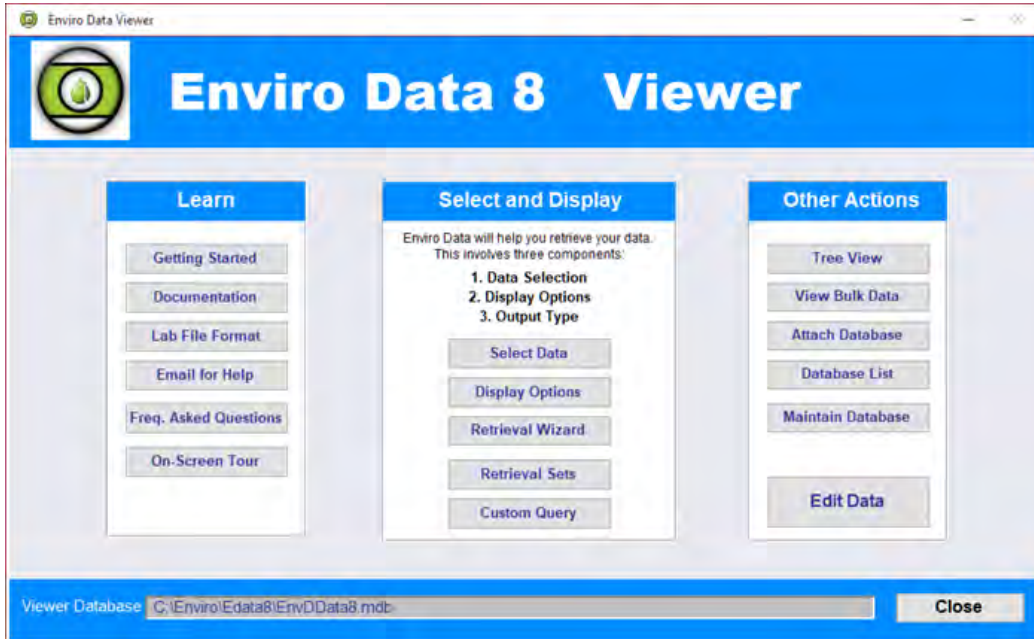 Enviro Data Viewer
Enviro Data 8 Viewer
Learn
Getting Started
Documentation
Lab File Format
Email for Help
Freq. Asked Questions
On-Screen Tour
Select and Display
Enviro Data will help you retrieve your data.
This involves three components:
1. Data Selection
2. Display Options
3. Output Type
Select Data
Display Options
Retrieval Wizard
Retrieval Sets
Custom Query
Other Actions
Tree View
View Bulk Data
Attach Database
Database List
Maintain Database
Edit Data
Viewer Database C:\Enviro\Edata8\EnvDData8.mdb
Close